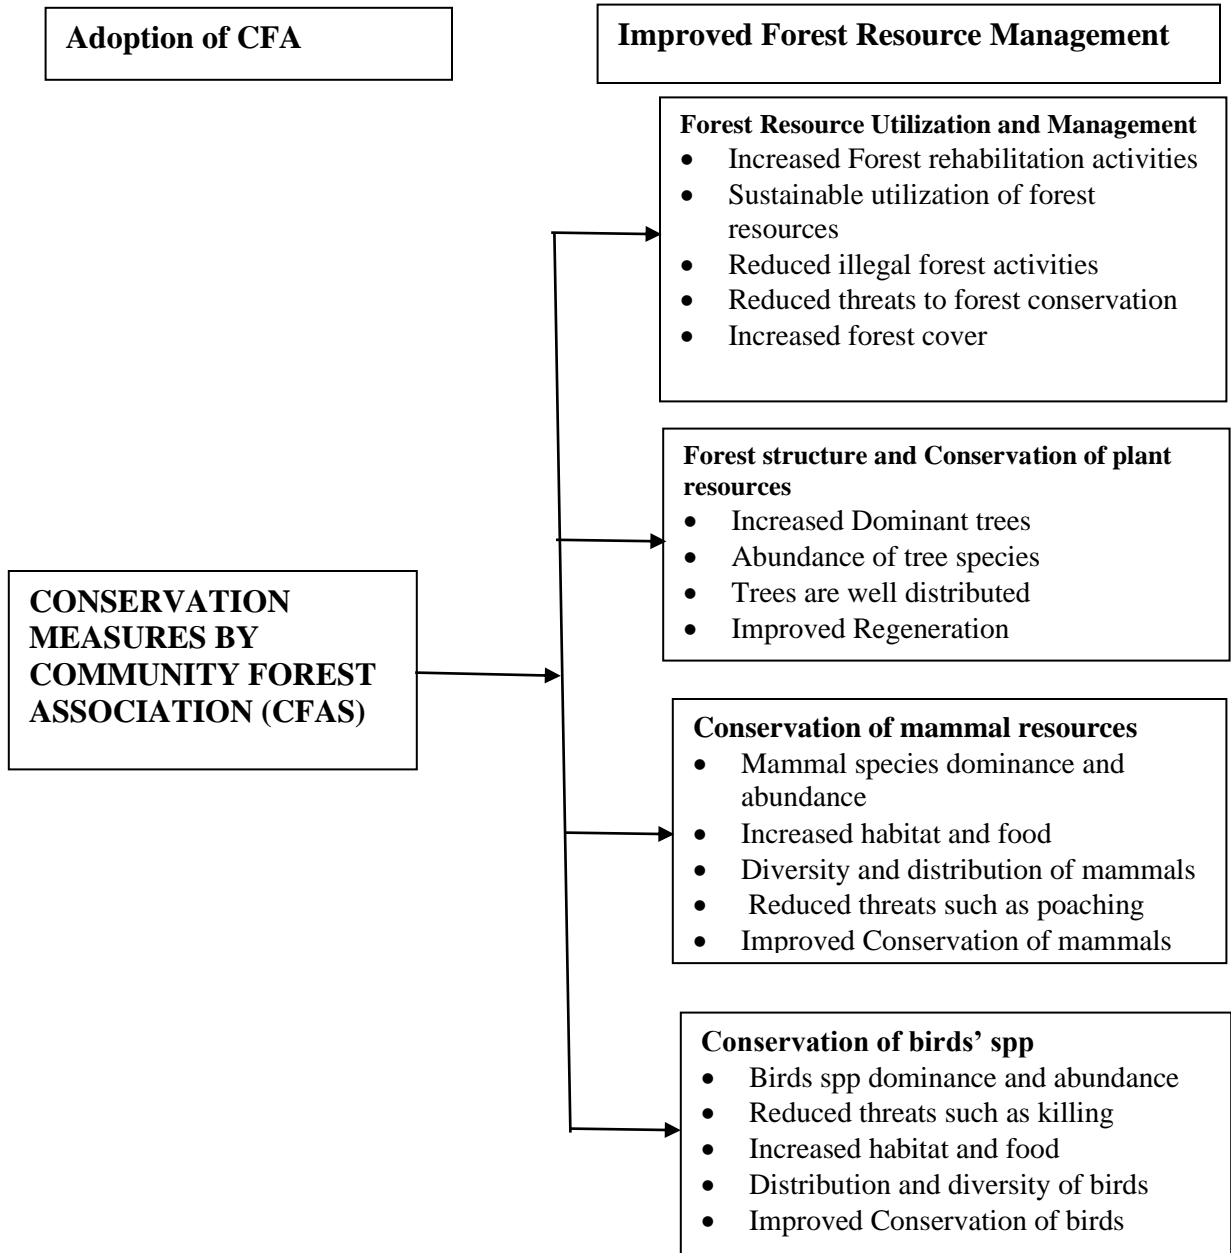 Adoption of CFA
Improved Forest Resource Management
Forest Resource Utilization and Management
• Increased Forest rehabilitation activities
• Sustainable utilization of forest
resources
• Reduced illegal forest activities
• Reduced threats to forest conservation
• Increased forest cover
Forest structure and Conservation of plant
resources
• Increased Dominant trees
• Abundance of tree species
• Trees are well distributed
• Improved Regeneration
CONSERVATION
MEASURES BY
COMMUNITY FOREST
ASSOCIATION (CFAS)
Conservation of mammal resources
• Mammal species dominance and
abundance
• Increased habitat and food
• Diversity and distribution of mammals
• Reduced threats such as poaching
• Improved Conservation of mammals
Conservation of birds’ spp
• Birds spp dominance and abundance
• Reduced threats such as killing
• Increased habitat and food
• Distribution and diversity of birds
• Improved Conservation of birds